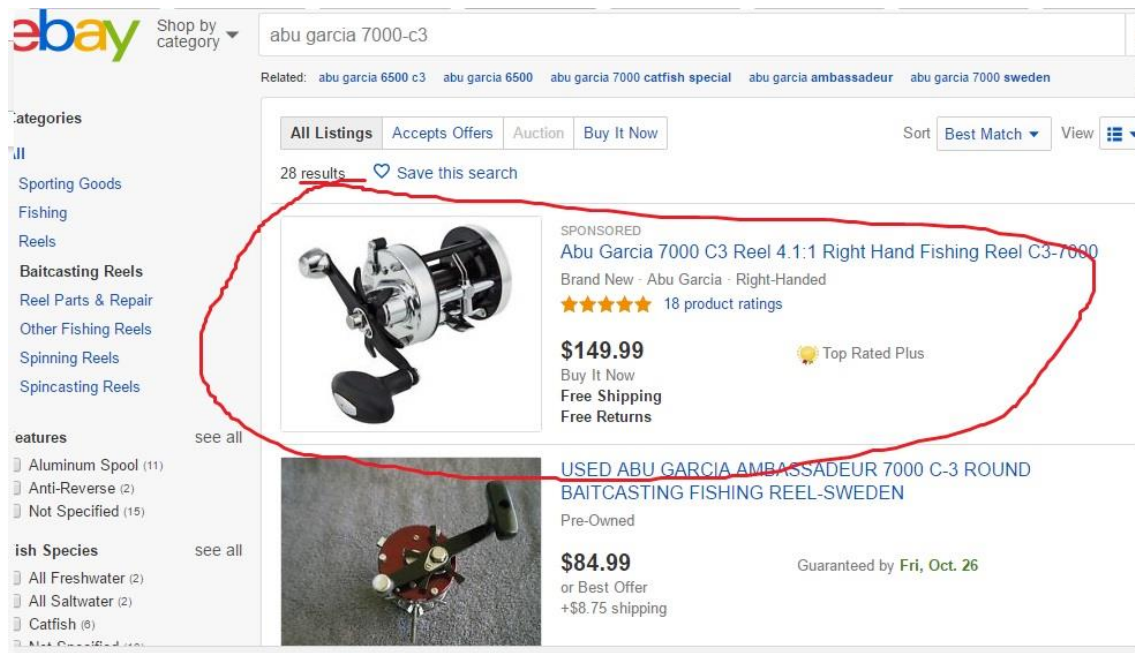 ebay
Shop by
category
abu garcia 7000-c3
Related: abu garcia 6500 c3 abu garcia 6500 abu garcia 7000 catfish special abu garcia ambassadeur abu garcia 7000 sweden
ategories
All Listings Accepts Offers Auction Buy It Now
Sort Best Match View
28 results Save this search
ll
Sporting Goods
Fishing
Reels
Baitcasting Reels
Reel Parts & Repair
Other Fishing Reels
Spinning Reels
Spincasting Reels
eatures see all
Aluminum Spool (11)
Anti-Reverse (2)
Not Specified (15)
ish Species see all
All Freshwater (2)
All Saltwater (2)
Catfish (6)
SPONSORED
Abu Garcia 7000 C3 Reel 4.1:1 Right Hand Fishing Reel C3-7000
Brand New · Abu Garcia · Right-Handed
18 product ratings
$149.99
Top Rated Plus
Buy It Now
Free Shipping
Free Returns
USED ABU GARCIA AMBASSADEUR 7000 C-3 ROUND
BAITCASTING FISHING REEL-SWEDEN
Pre-Owned
$84.99
Guaranteed by Fri, Oct. 26
or Best Offer
+$8.75 shipping